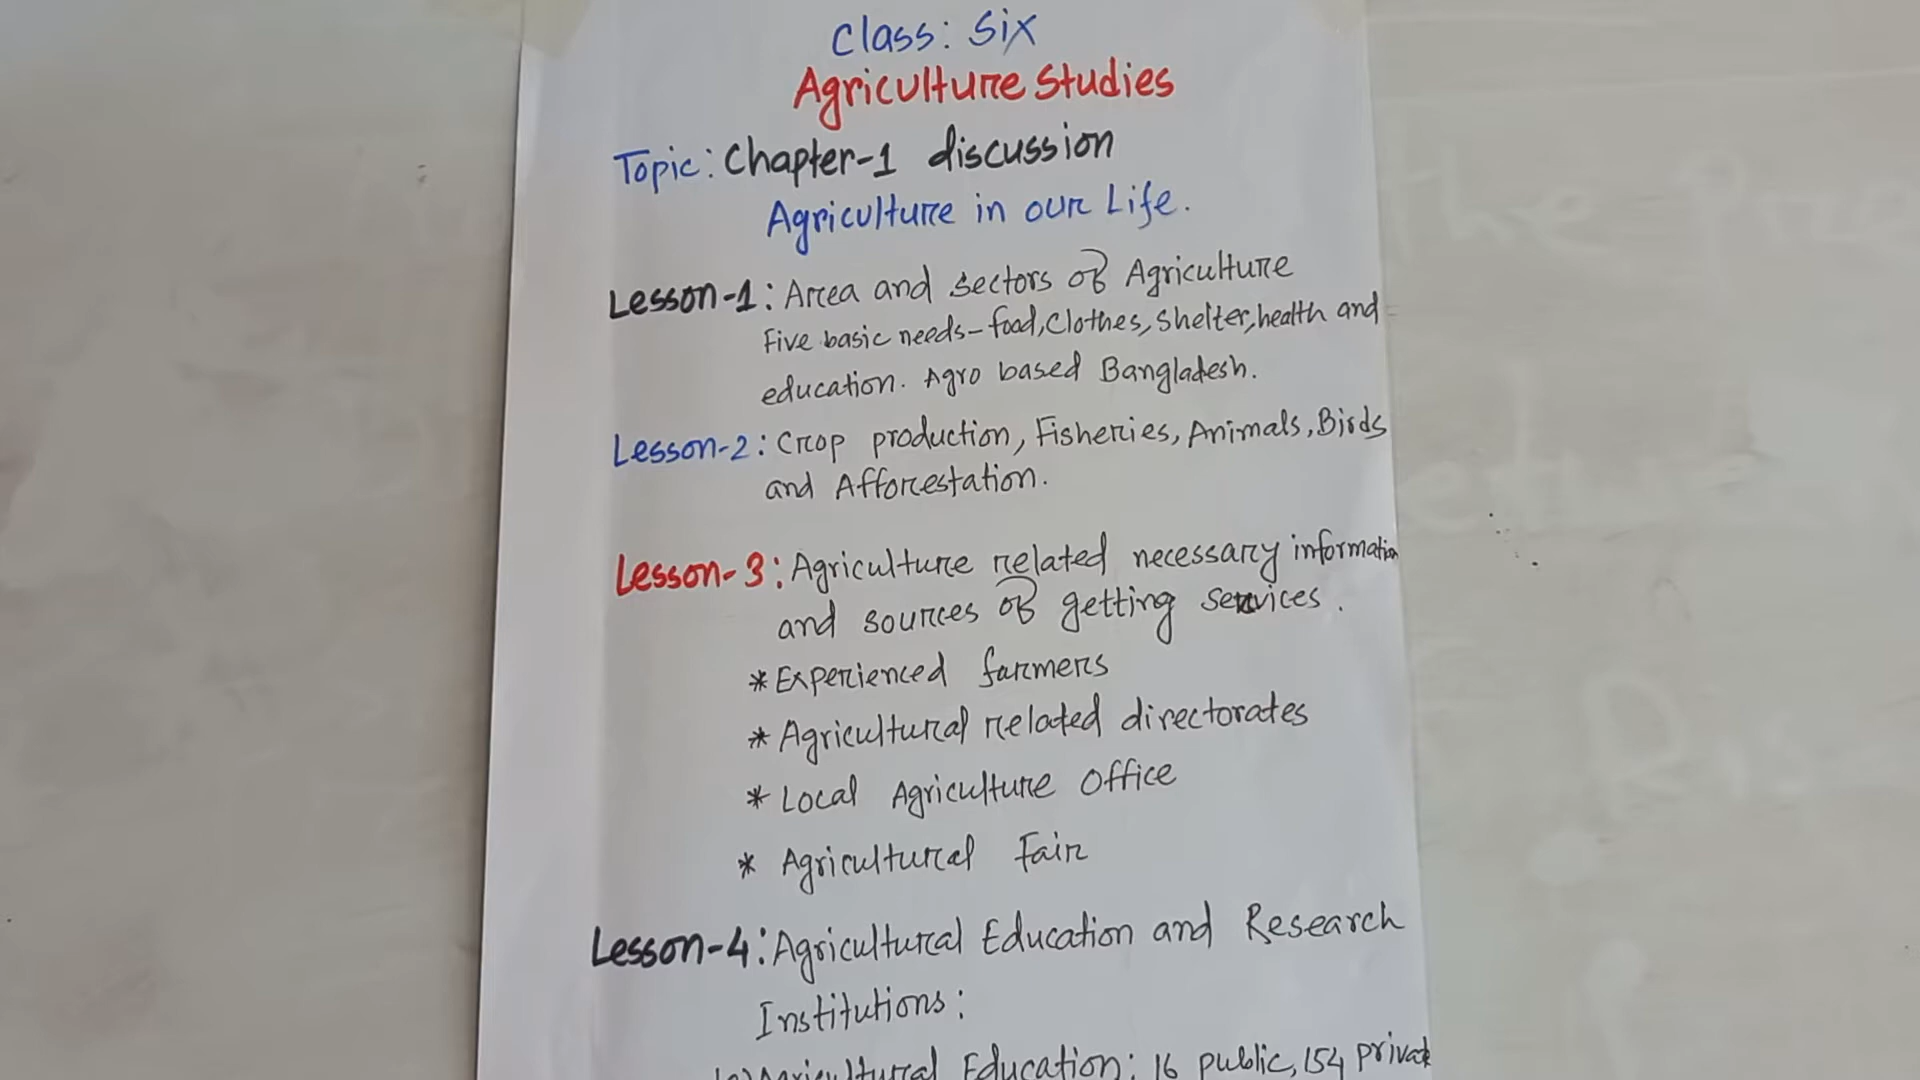 Class: Six
Agriculture Studies
Topic: Chapter-1 discussion
Agriculture in our Life.
Lesson-1: Area and sectors of Agriculture
Five basic needs- food, Clothes, Shelter, health and
education. Agro based Bangladesh.
Lesson-2: Crop production, Fisheries, Animals, Birds
and Afforestation.
Lesson-3: Agriculture related necessary information
and sources of getting services.
* Experienced farmers
* Agricultural related directorates
* Local Agriculture Office
* Agricultural Fair
Lesson-4: Agricultural Education and Research
Institutions:
Agricultural Education: 16 public, 154 private